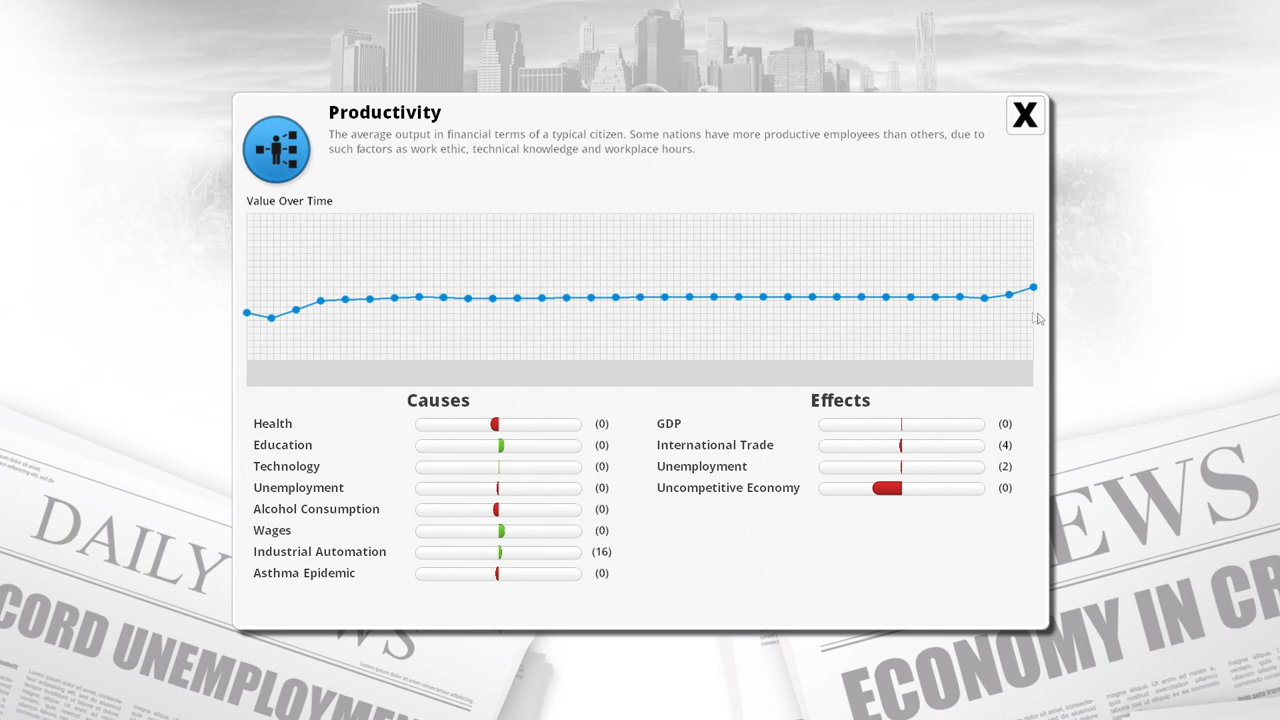 Productivity
X
The average output in financial terms of a typical citizen. Some nations have more productive employees than others, due to
such factors as work ethic, technical knowledge and workplace hours.
Value Over Time
Causes
Health (0)
Education (0)
Technology (0)
Unemployment (0)
Alcohol Consumption (0)
Wages (0)
Industrial Automation (16)
Asthma Epidemic (0)
Effects
GDP (0)
International Trade (4)
Unemployment (2)
Uncompetitive Economy (0)
DAILY
WS
CORD UNEMPLOYM
EWS
ECONOMY IN CR